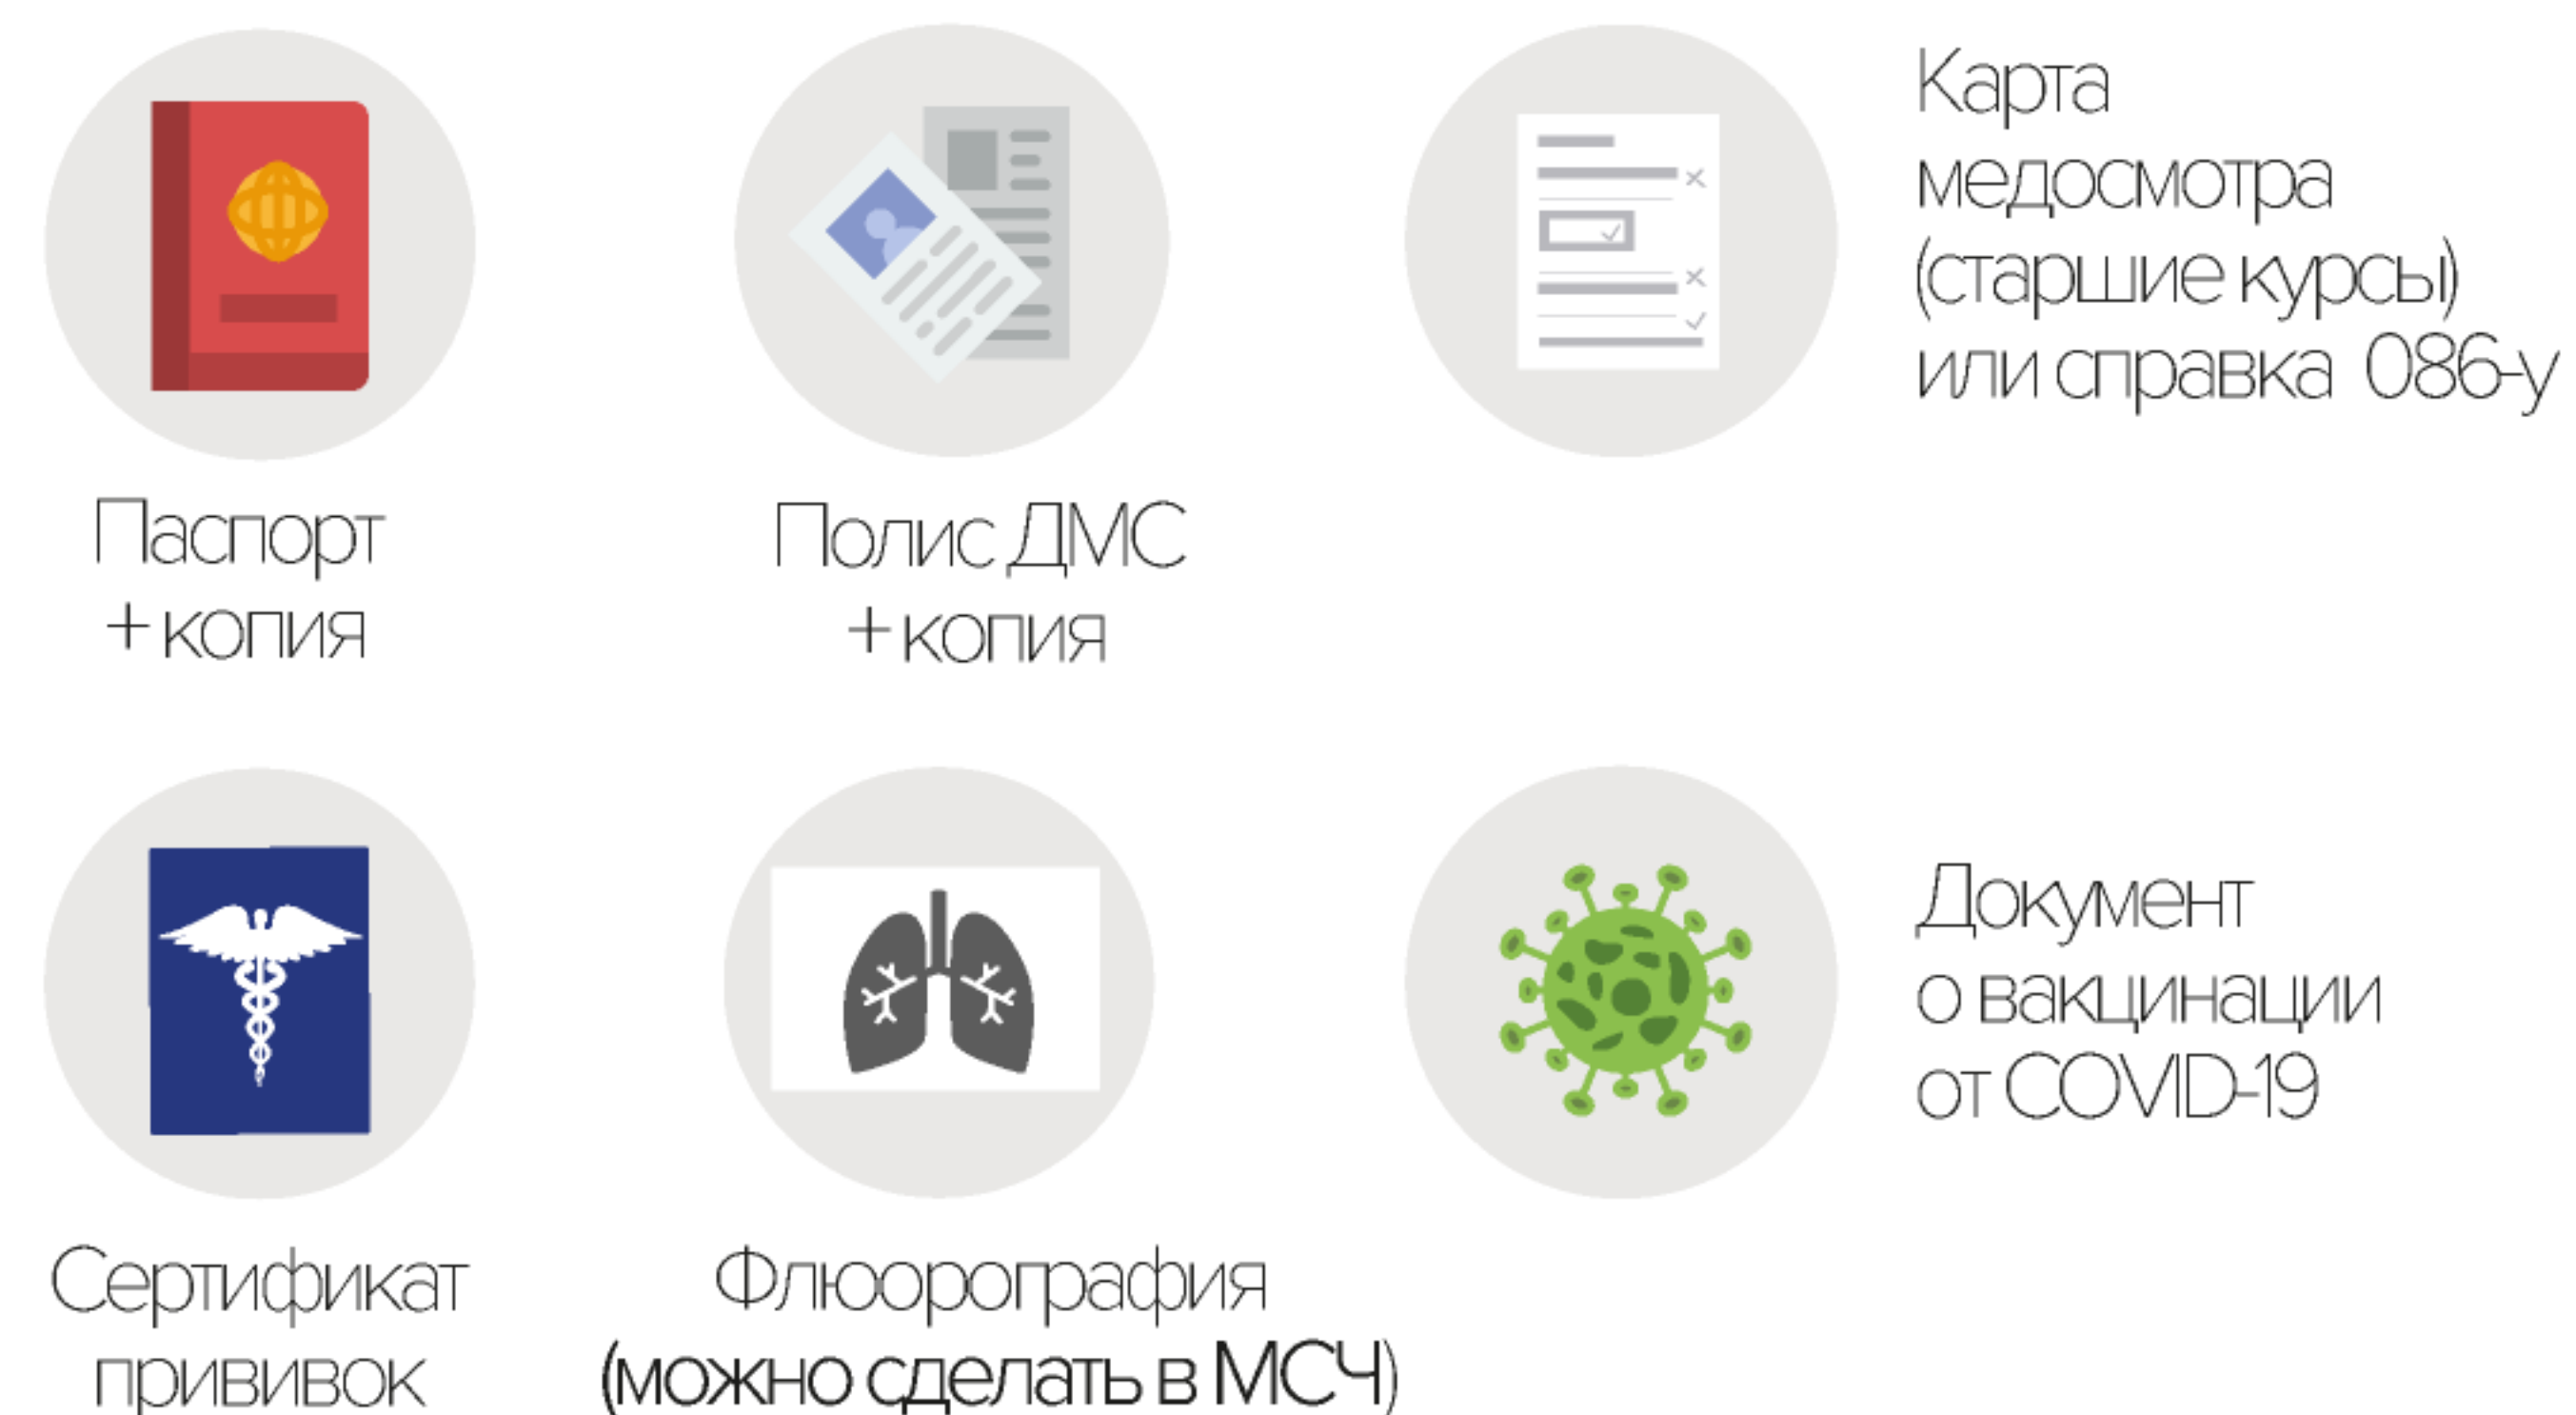 Паспорт
+ копия
Полис ДМС
+ копия
Карта
медосмотра
(старшие курсы)
или справка 086-у
Сертификат
прививок
Флюорография
(можно сделать в МСЧ)
Документ
о вакцинации
от COVID-19